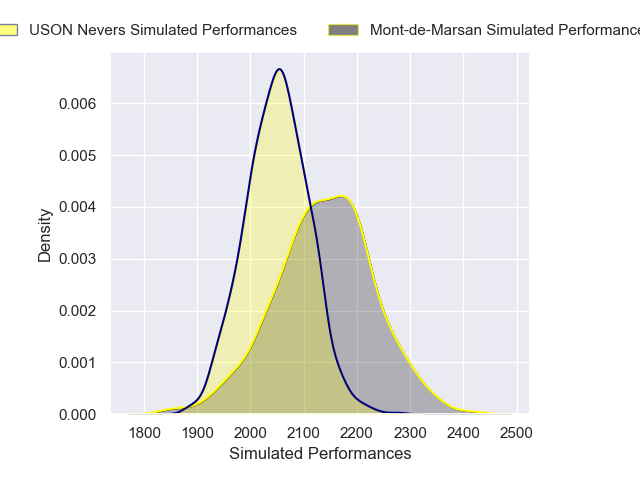 USON Nevers Simulated Performances Mont-de-Marsan Simulated Performance
0.006
0.005
0.004
0.003
0.002
0.001
0.000
Density
1800 1900 2000 2100 2200 2300 2400 2500
Simulated Performances